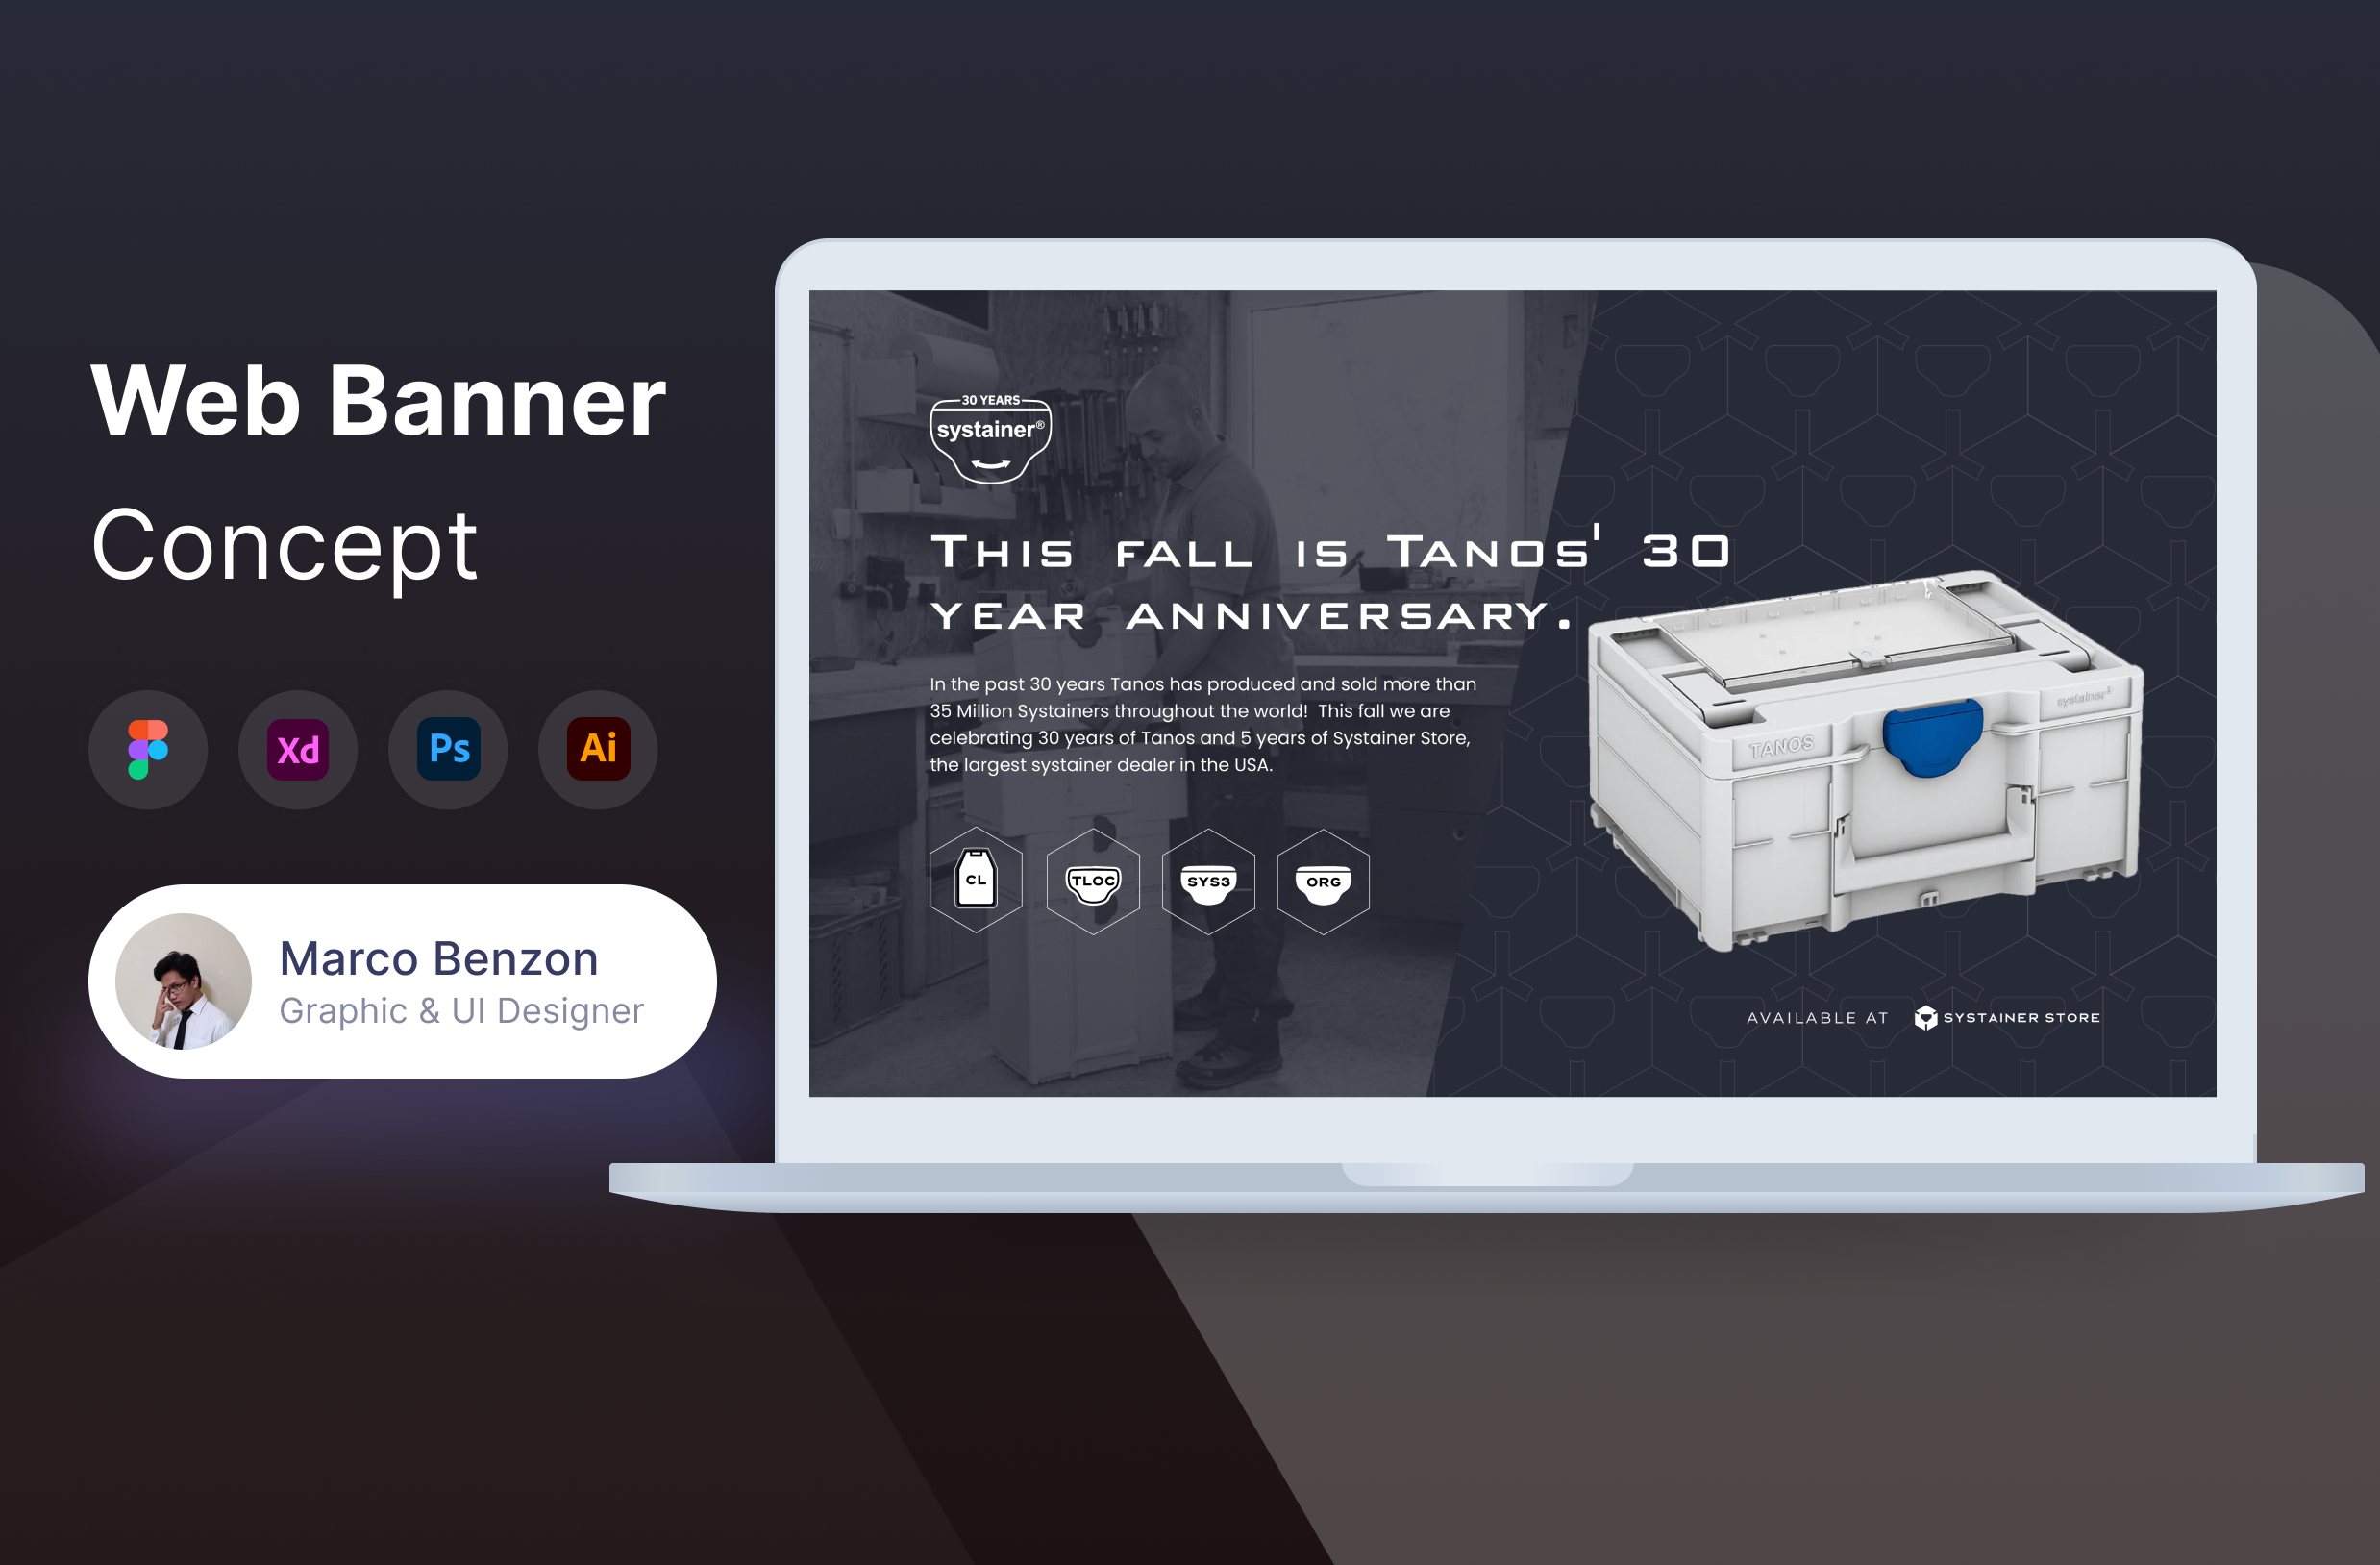 Web Banner
Concept
Xd
Ps
Ai
Marco Benzon
Graphic & UI Designer
30 YEARS
systainer®
THIS FALL IS TANOS' 30
YEAR ANNIVERSARY.
In the past 30 years Tanos has produced and sold more than
35 Million Systainers throughout the world! This fall we are
celebrating 30 years of Tanos and 5 years of Systainer Store,
the largest systainer dealer in the USA.
CL
TLOC
SYS3
ORG
TANOS
systainer³
AVAILABLE AT
SYSTAINER STORE